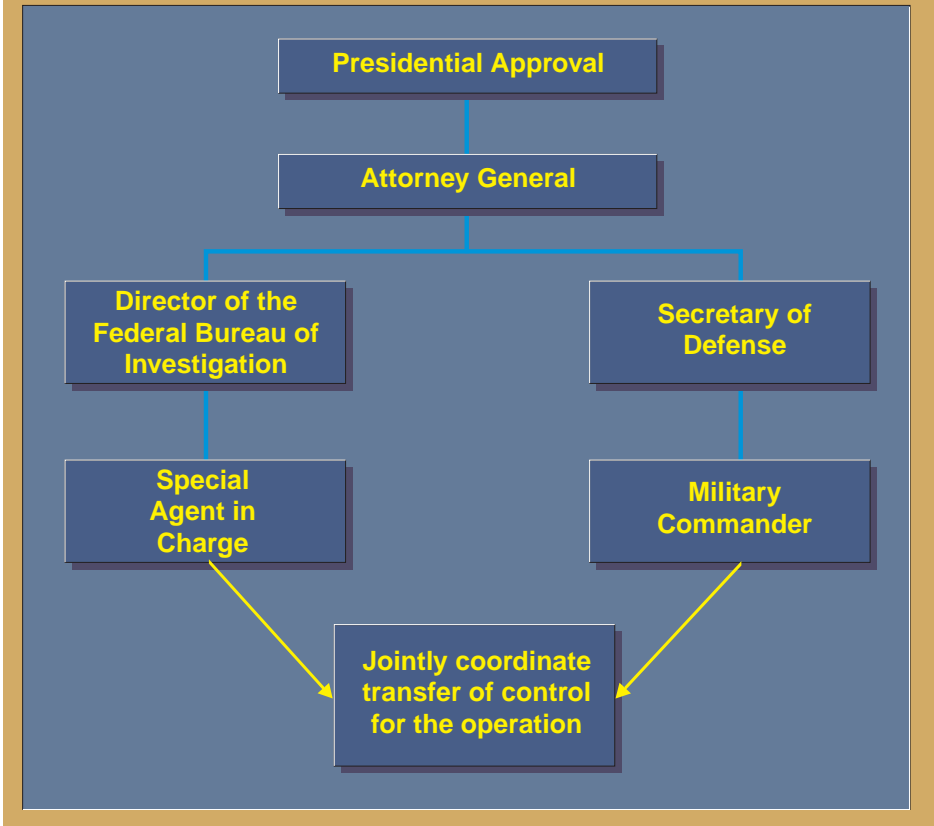 Presidential Approval
Attorney General
Director of the
Federal Bureau of
Investigation
Secretary of
Defense
Special
Agent in
Charge
Military
Commander
Jointly coordinate
transfer of control
for the operation